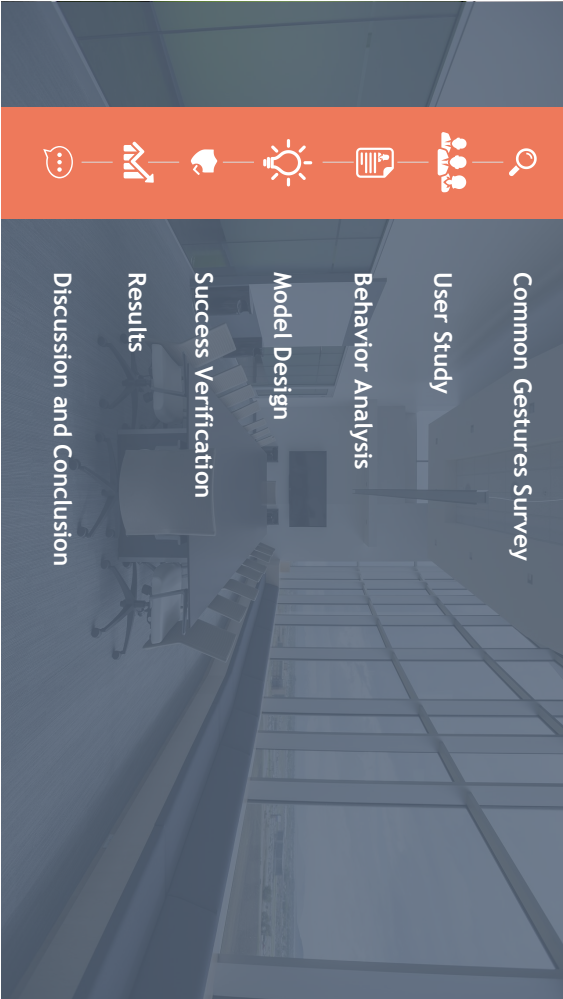 Common Gestures Survey
User Study
Behavior Analysis
Model Design
Success Verification
Results
Discussion and Conclusion